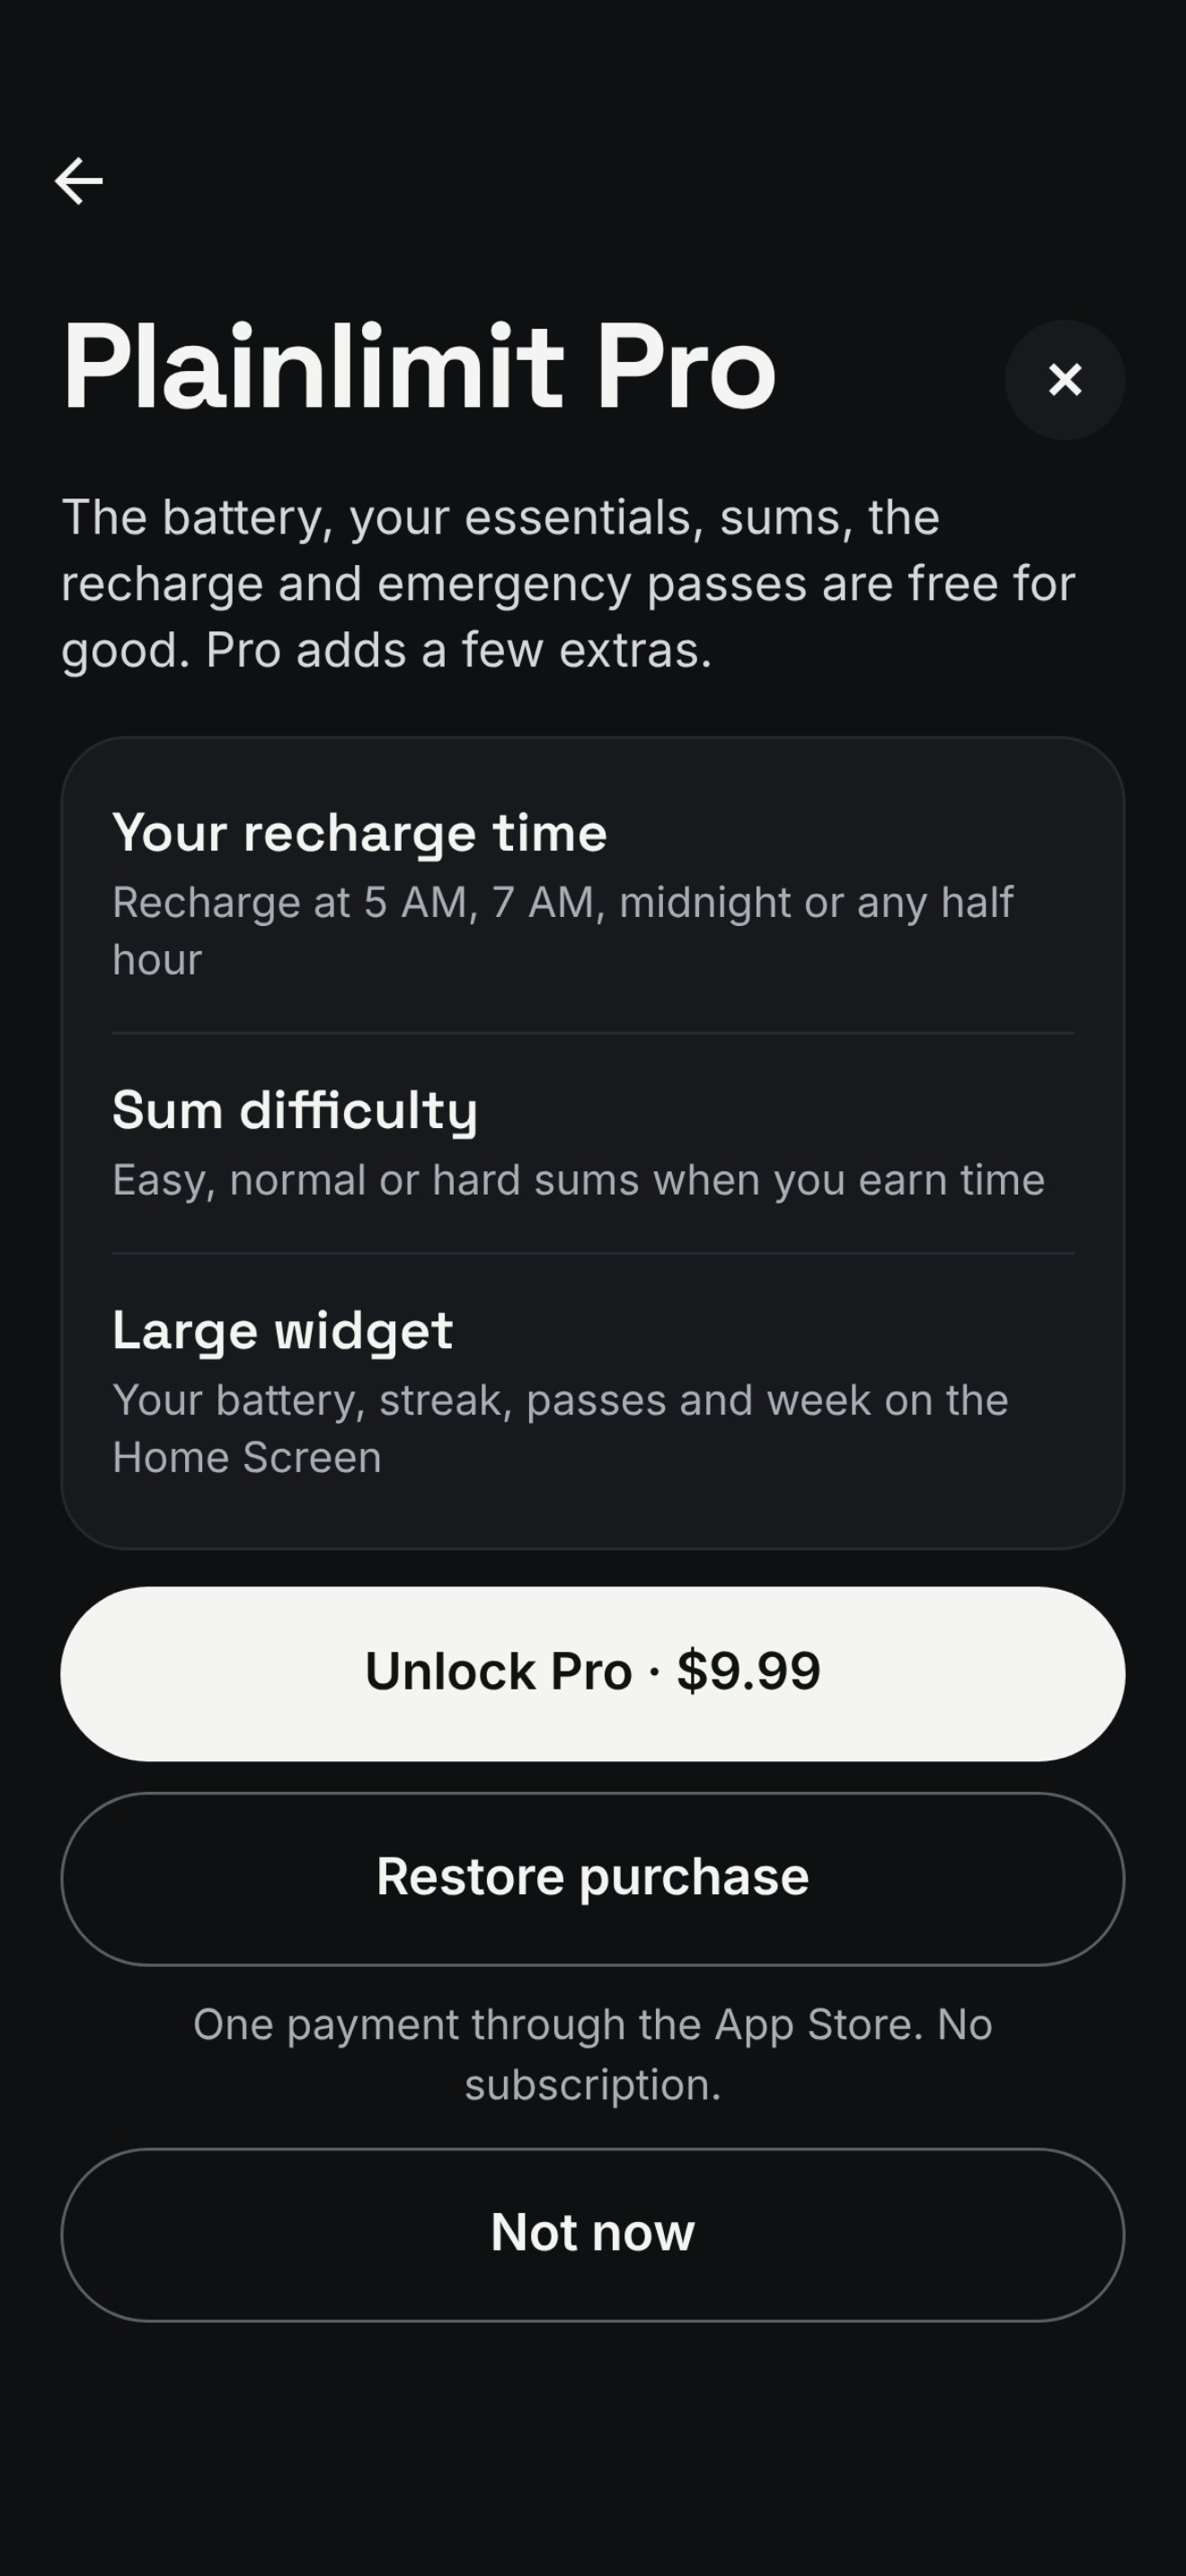 Plainlimit Pro
The battery, your essentials, sums, the
recharge and emergency passes are free for
good. Pro adds a few extras.
Your recharge time
Recharge at 5 AM, 7 AM, midnight or any half
hour
Sum difficulty
Easy, normal or hard sums when you earn time
Large widget
Your battery, streak, passes and week on the
Home Screen
Unlock Pro · $9.99
Restore purchase
One payment through the App Store. No
subscription.
Not now